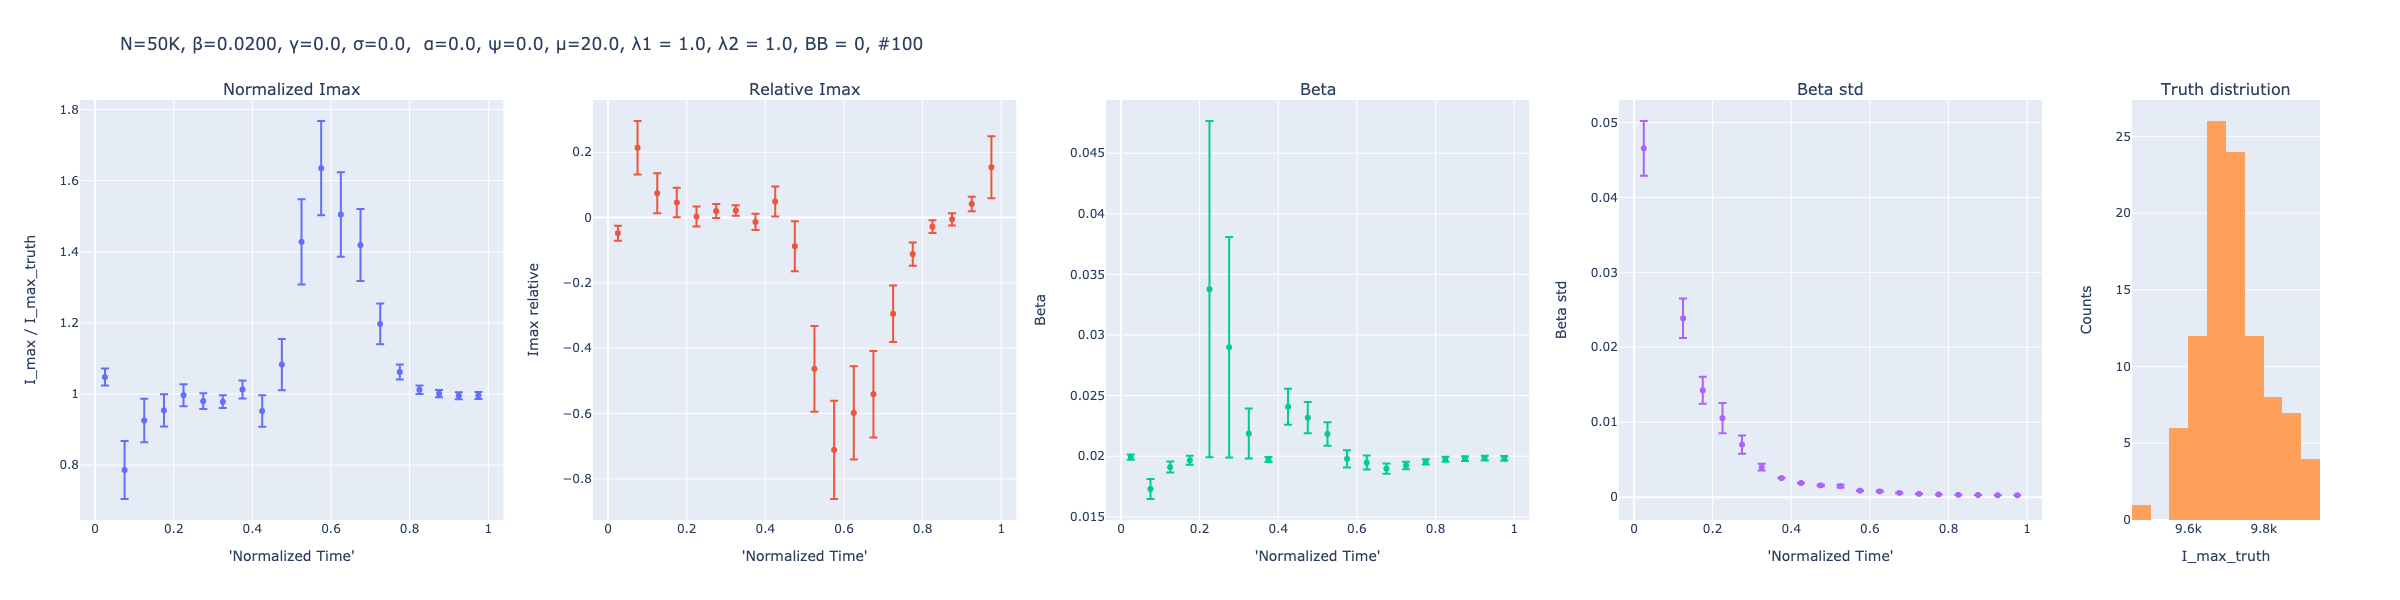 N=50K, β=0.0200, γ=0.0, σ=0.0,  α=0.0, ψ=0.0, μ=20.0, λ1 = 1.0, λ2 = 1.0, BB = 0, #100
Normalized Imax
1.8
1.6
1.4
1.2
1
0.8
0 0.2 0.4 0.6 0.8 1
I_max / I_max_truth
'Normalized Time'
Relative Imax
0.2
0
−0.2
−0.4
−0.6
−0.8
0 0.2 0.4 0.6 0.8 1
Imax relative
'Normalized Time'
Beta
0.045
0.04
0.035
0.03
0.025
0.02
0.015
0 0.2 0.4 0.6 0.8 1
Beta
'Normalized Time'
Beta std
0.05
0.04
0.03
0.02
0.01
0
0 0.2 0.4 0.6 0.8 1
Beta std
'Normalized Time'
Truth distriution
25
20
15
10
5
0
9.6k 9.8k
Counts
I_max_truth